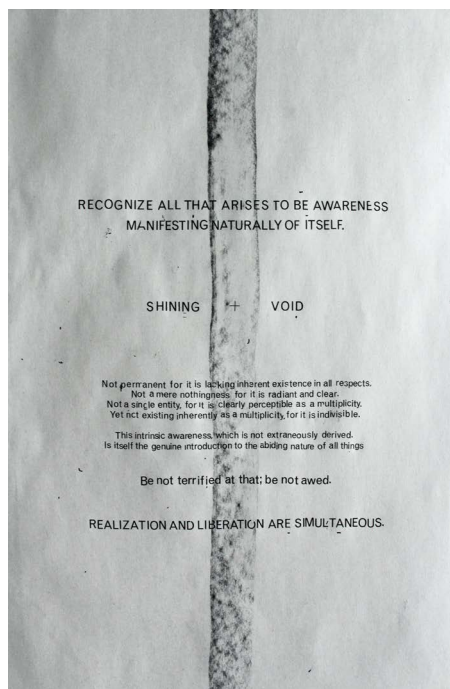 RECOGNIZE ALL THAT ARISES TO BE AWARENESS
MANIFESTING NATURALLY OF ITSELF.
SHINING + VOID
Not permanent for it is lacking inherent existence in all respects.
Not a mere nothingness for it is radiant and clear.
Not a single entity, for it is clearly perceptible as a multiplicity.
Yet not existing inherently as a multiplicity, for it is indivisible.
This intrinsic awareness, which is not extraneously derived.
Is itself the genuine introduction to the abiding nature of all things
Be not terrified at that; be not awed.
REALIZATION AND LIBERATION ARE SIMULTANEOUS.